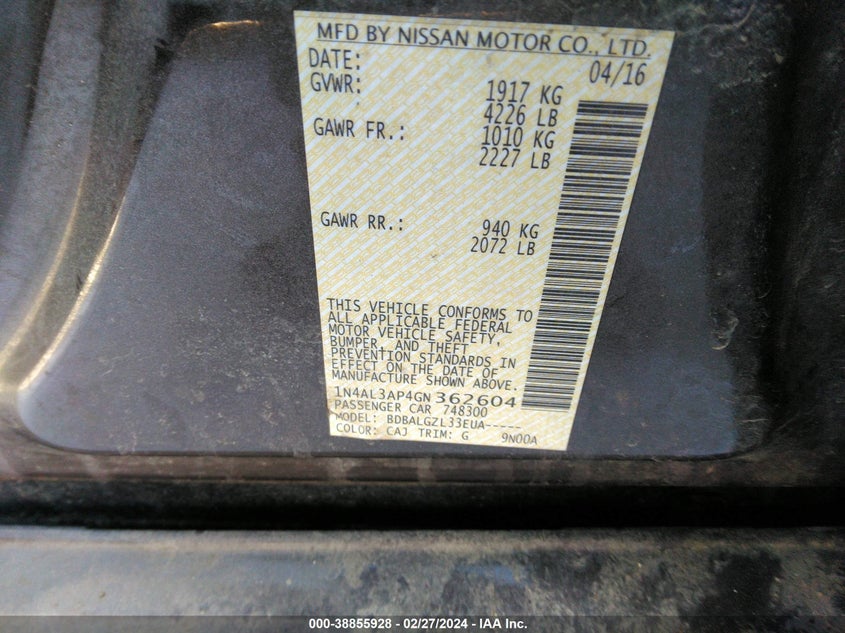 MFD BY NISSAN MOTOR CO., LTD.
DATE: 04/16
GVWR: 1917 KG
4226 LB
GAWR FR.: 1010 KG
2227 LB
GAWR RR.: 940 KG
2072 LB
THIS VEHICLE CONFORMS TO
ALL APPLICABLE FEDERAL
MOTOR VEHICLE SAFETY,
BUMPER, AND THEFT
PREVENTION STANDARDS IN
EFFECT ON THE DATE OF
MANUFACTURE SHOWN ABOVE.
1N4AL3AP4GN362604
PASSENGER CAR 748300
MODEL: BDBALGZL33EUA-----
COLOR: CAJ TRIM: G 9N00A
000-38855928 - 02/27/2024 - IAA Inc.